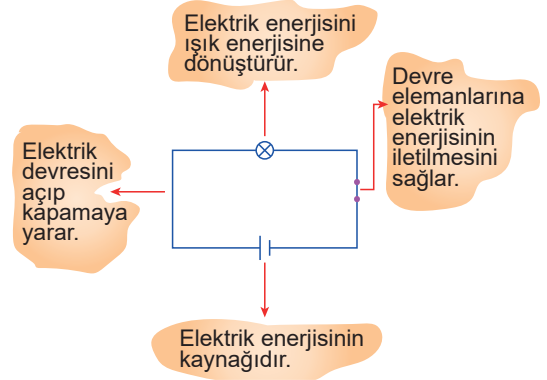 Elektrik enerjisini
ışık enerjisine
dönüştürür.
Devre
elemanlarına
elektrik
enerjisinin
iletilmesini
sağlar.
Elektrik
devresini
açıp
kapamaya
yarar.
Elektrik enerjisinin
kaynağıdır.